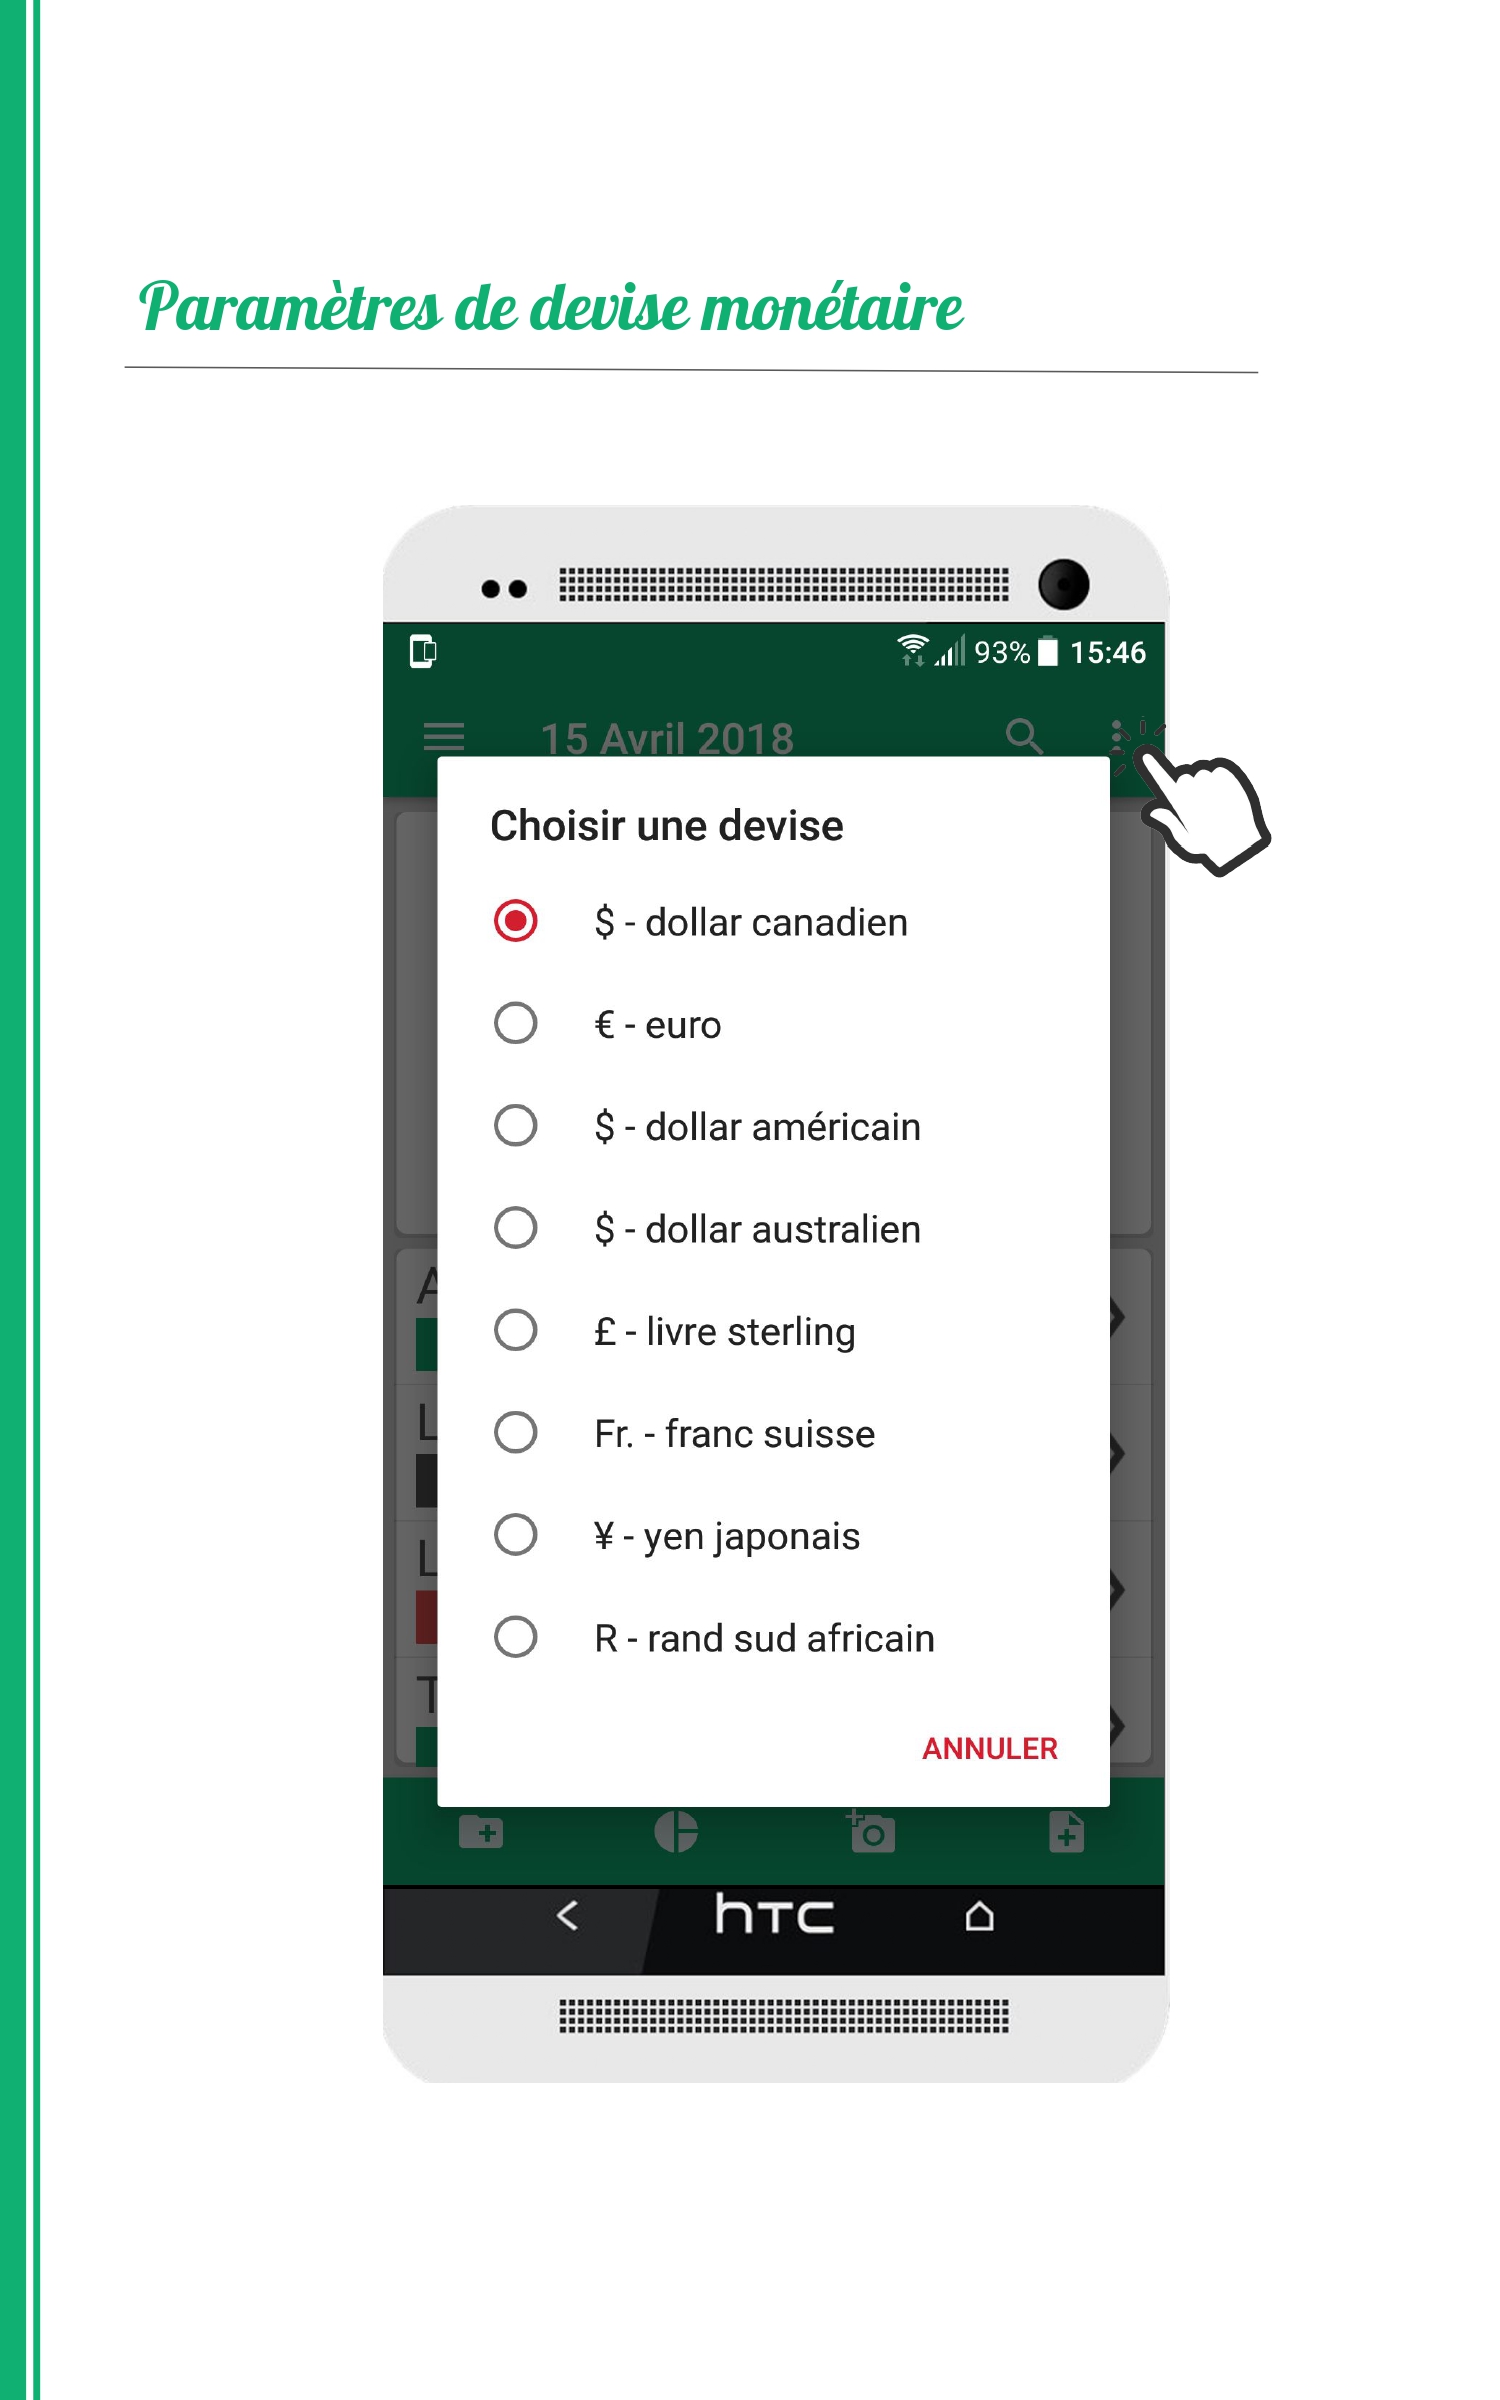 Paramètres de devise monétaire
93% 15:46
15 Avril 2018
Choisir une devise
$ - dollar canadien
€ - euro
$ - dollar américain
$ - dollar australien
£ - livre sterling
Fr. - franc suisse
¥ - yen japonais
R - rand sud africain
ANNULER
A
L
L
T
hTC